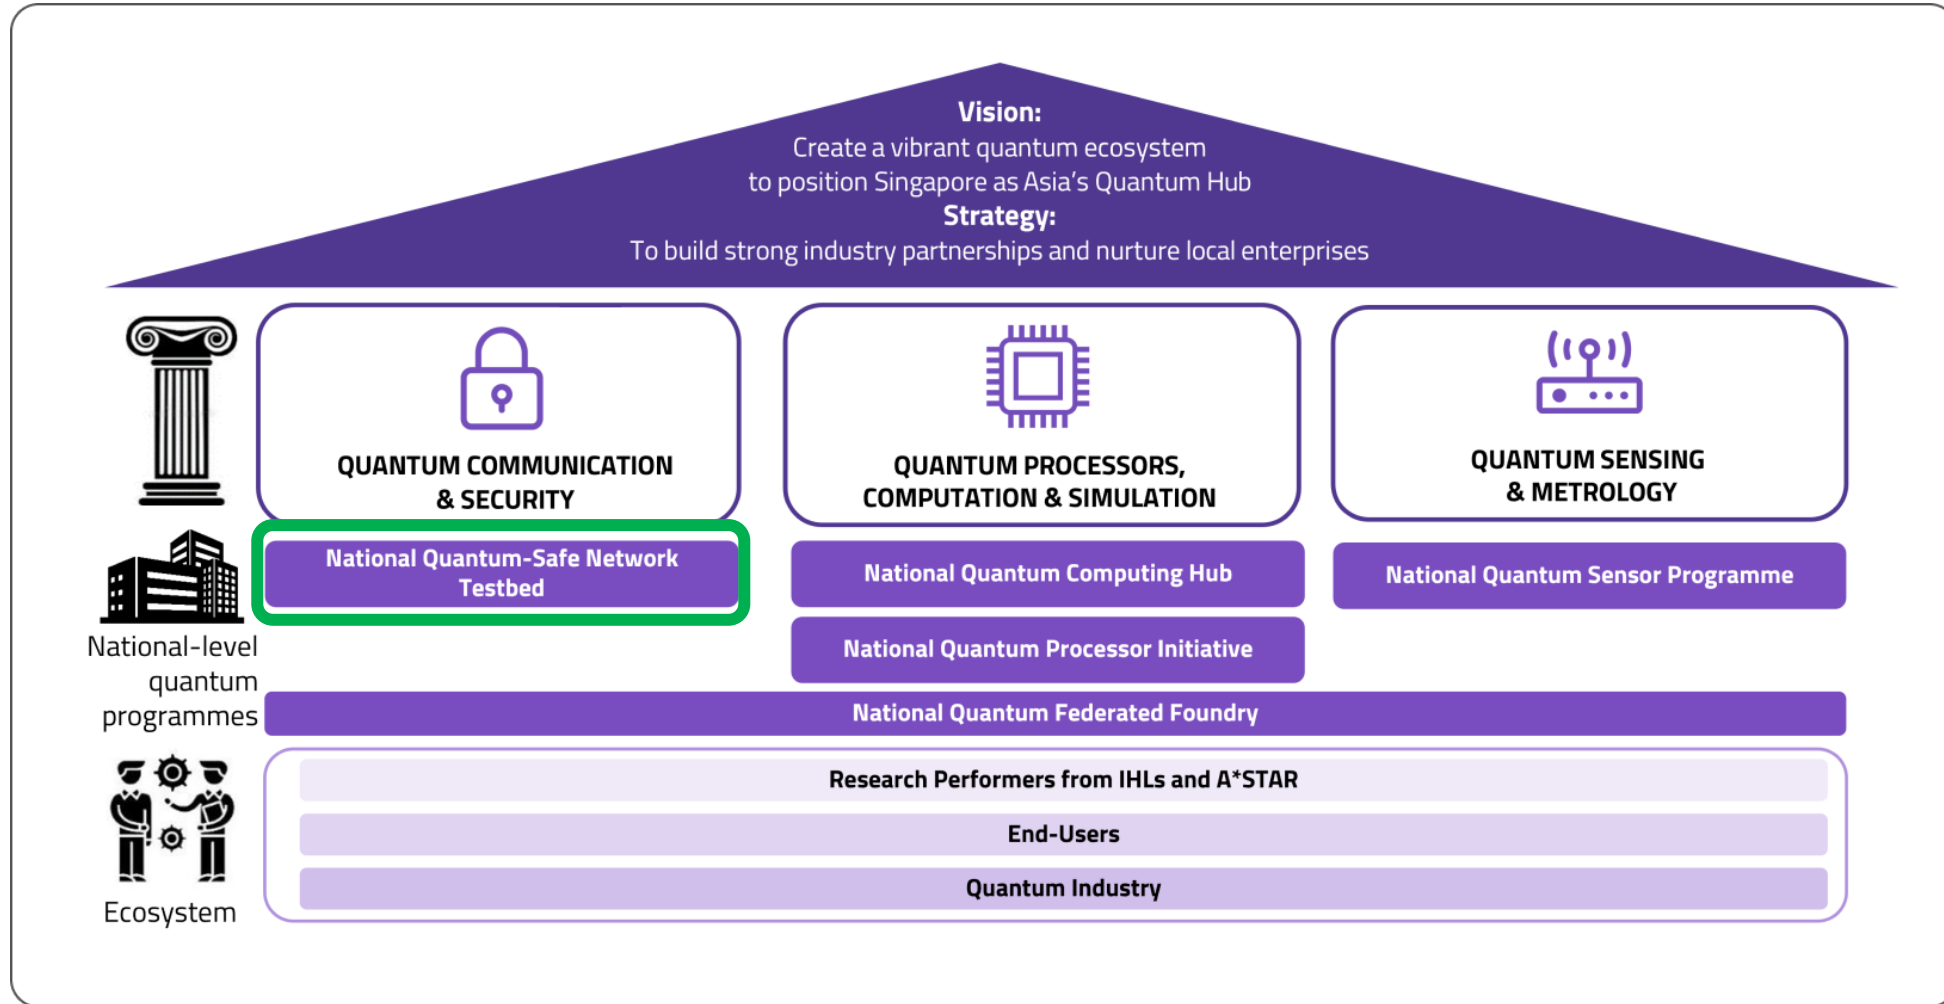 Vision:
Create a vibrant quantum ecosystem
to position Singapore as Asia's Quantum Hub
Strategy:
To build strong industry partnerships and nurture local enterprises
QUANTUM COMMUNICATION
& SECURITY
QUANTUM PROCESSORS,
COMPUTATION & SIMULATION
QUANTUM SENSING
& METROLOGY
National-level
quantum
programmes
National Quantum-Safe Network
Testbed
National Quantum Computing Hub
National Quantum Sensor Programme
National Quantum Processor Initiative
National Quantum Federated Foundry
Ecosystem
Research Performers from IHLs and A*STAR
End-Users
Quantum Industry